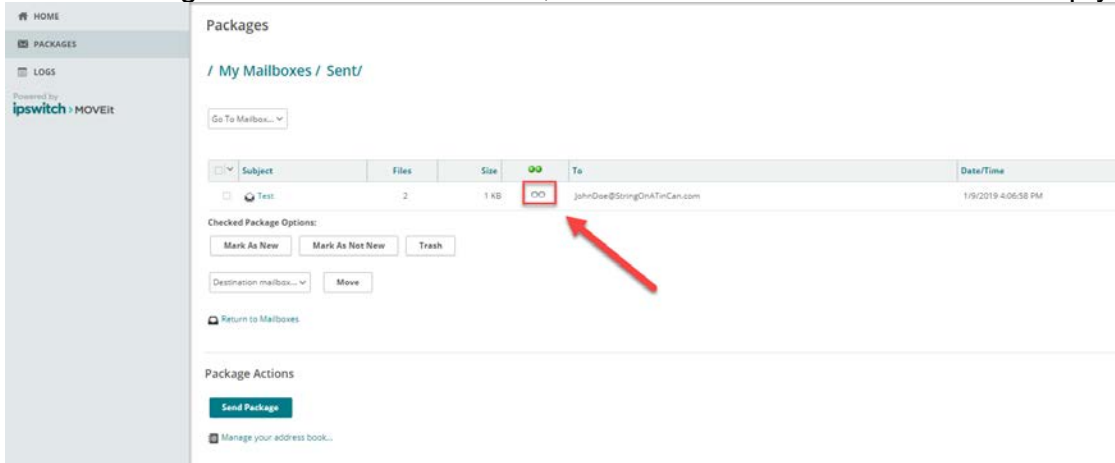 HOME
PACKAGES
LOGS
Powered by
ipswitch MOVEit
Packages
/ My Mailboxes / Sent/
Go To Mailbox...
Subject Files Size To Date/Time
Test 2 1 KB JohnDoe@StringOnATinCan.com 1/9/2019 4:06:58 PM
Checked Package Options:
Mark As New Mark As Not New Trash
Destination mailbox... Move
Return to Mailboxes
Package Actions
Send Package
Manage your address book...